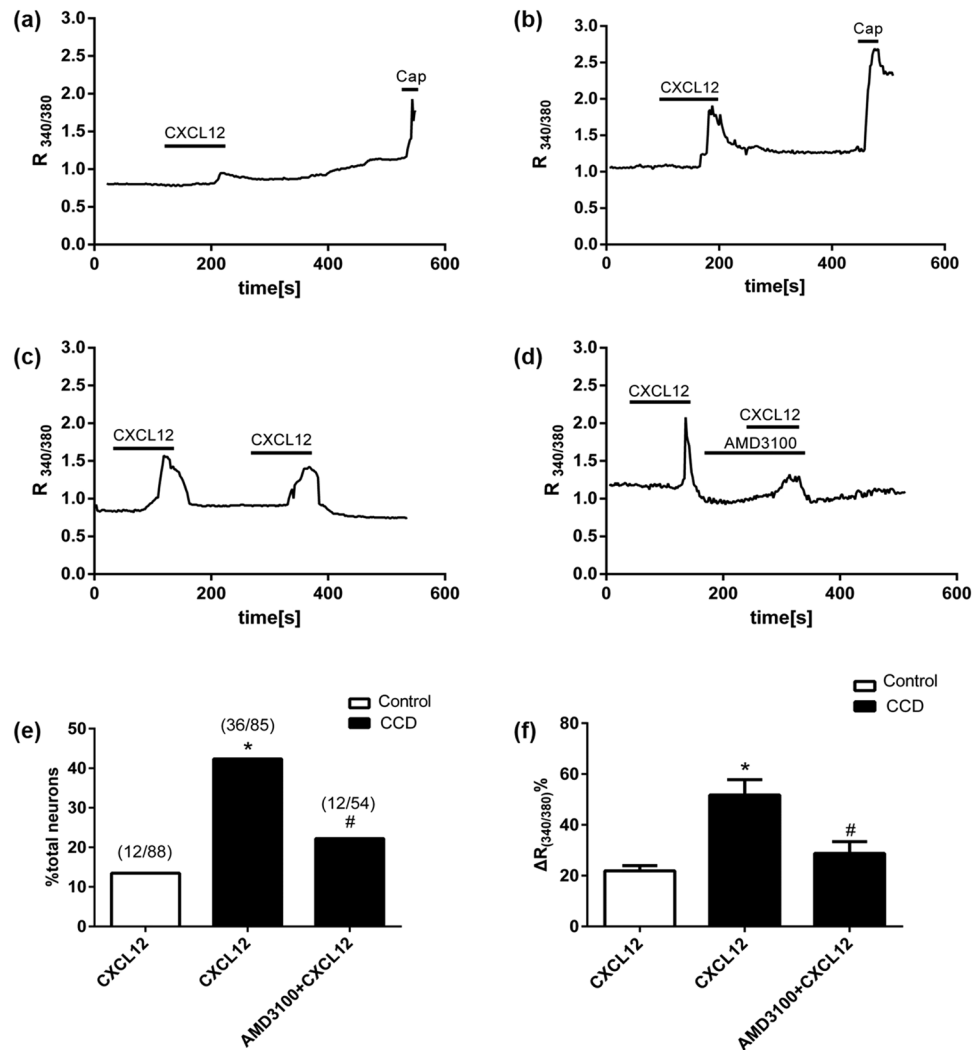 (a)
3.0
2.5
2.0
1.5
1.0
0.5
0.0
R 340/380
CXCL12
Cap
0 200 400 600
time[s]
(b)
3.0
2.5
2.0
1.5
1.0
0.5
0.0
R 340/380
CXCL12
Cap
0 200 400 600
time[s]
(c)
3.0
2.5
2.0
1.5
1.0
0.5
0.0
R 340/380
CXCL12 CXCL12
0 200 400 600
time[s]
(d)
3.0
2.5
2.0
1.5
1.0
0.5
0.0
R 340/380
CXCL12
CXCL12
AMD3100
0 200 400 600
time[s]
(e)
Control
CCD
50
40
30
20
10
0
%total neurons
(12/88)
(36/85)
*
(12/54)
#
CXCL12
CXCL12
AMD3100+CXCL12
(f)
Control
CCD
80
60
40
20
0
ΔR(340/380)%
*
#
CXCL12
CXCL12
AMD3100+CXCL12